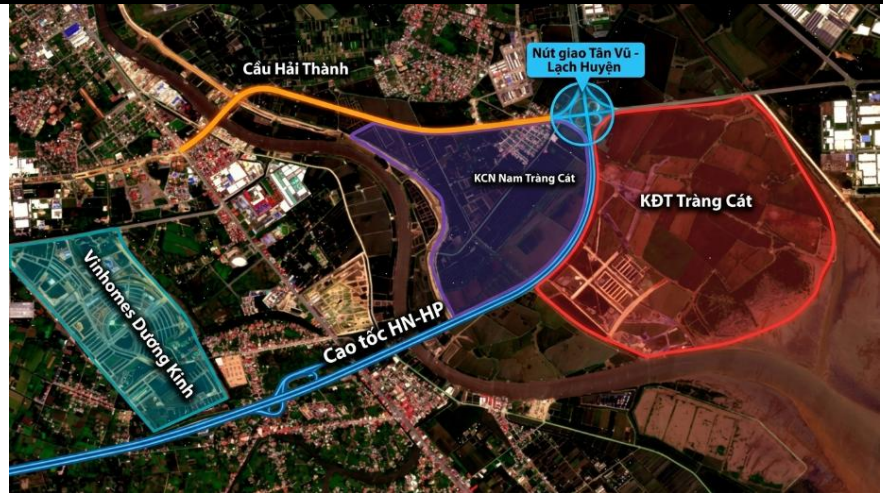 Nút giao Tân Vũ -
Lạch Huyện
Cầu Hải Thành
KCN Nam Tràng Cát
KĐT Tràng Cát
Vinhomes Dương Kinh
Cao tốc HN-HP